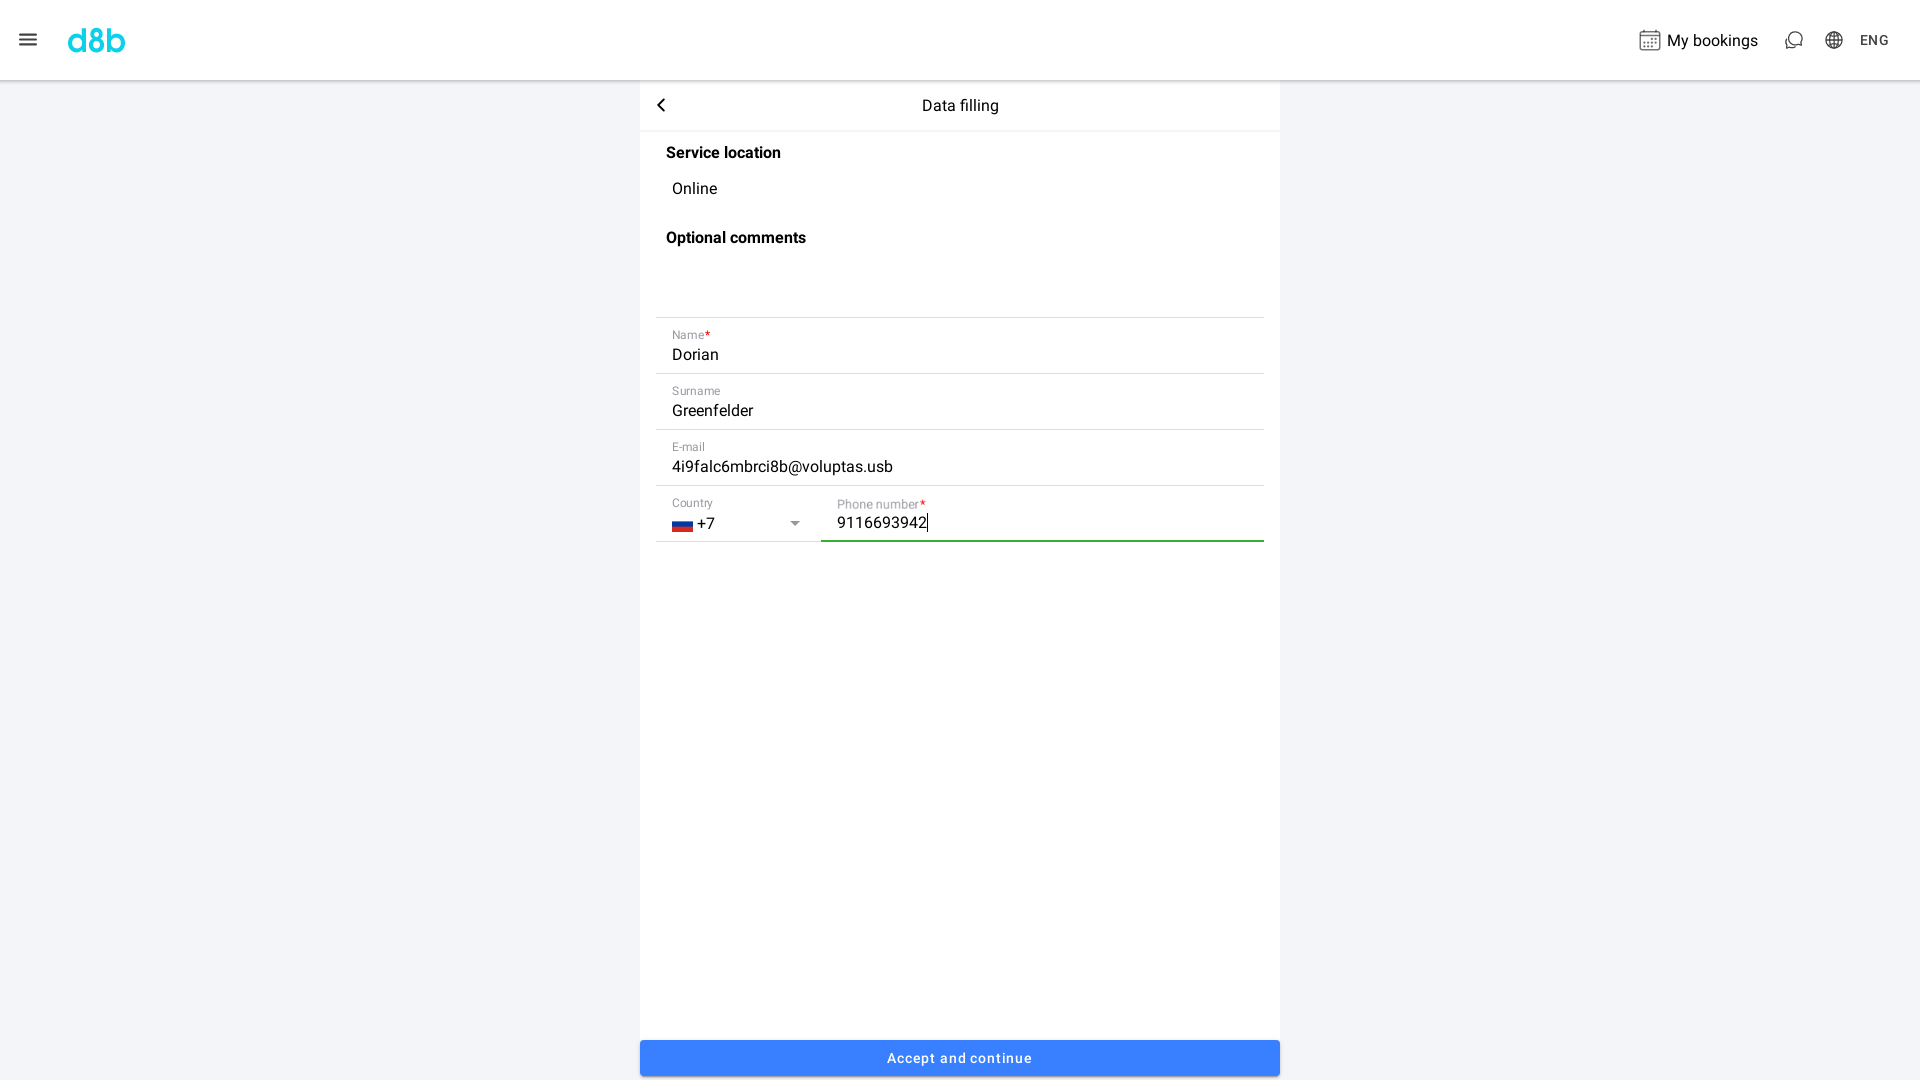 d8b
My bookings
ENG
Data filling
Service location
Online
Optional comments
Name*
Dorian
Surname
Greenfelder
E-mail
4i9falc6mbrci8b@voluptas.usb
Country
+7
Phone number*
9116693942
Accept and continue